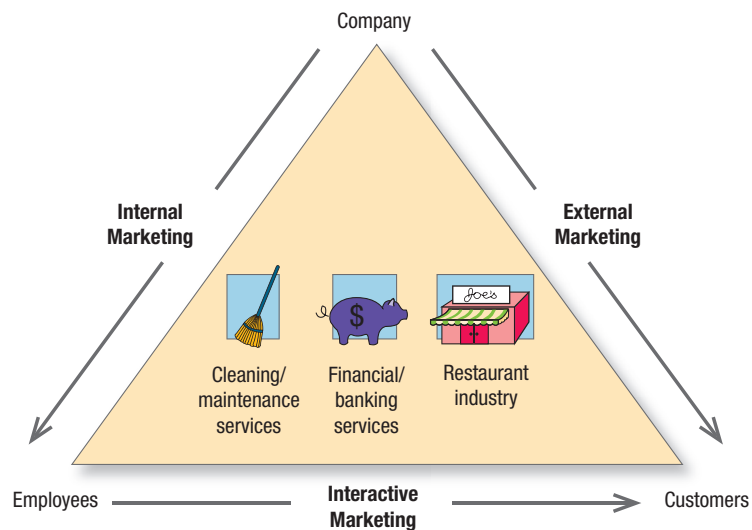 Company
Internal
Marketing
External
Marketing
Joe's
$
Cleaning/
maintenance
services
Financial/
banking
services
Restaurant
industry
Employees
Interactive
Marketing
Customers